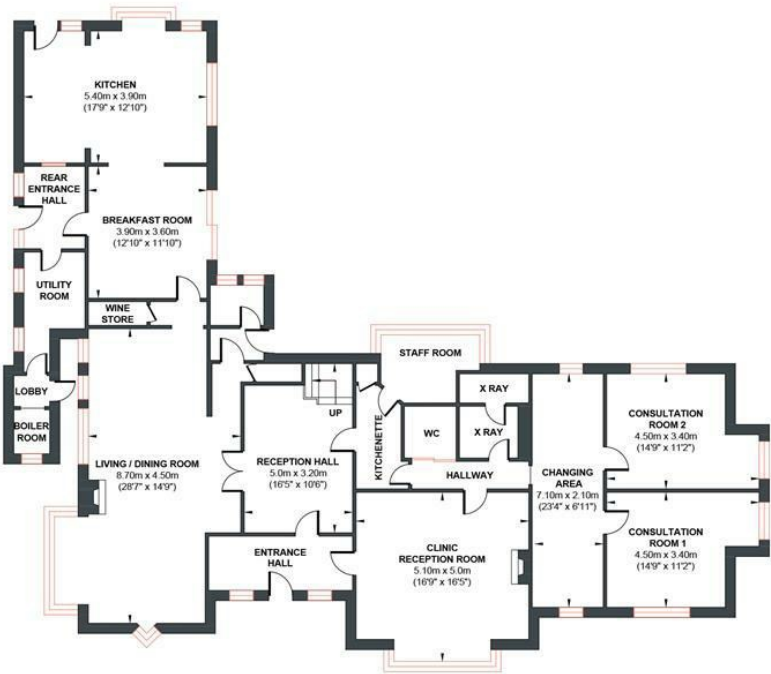 KITCHEN
5.40m x 3.90m
(17'9" x 12'10")
REAR
ENTRANCE
HALL
BREAKFAST ROOM
3.90m x 3.60m
(12'10" x 11'10")
UTILITY
ROOM
WINE
STORE
LOBBY
BOILER
ROOM
LIVING / DINING ROOM
8.70m x 4.50m
(28'7" x 14'9")
UP
RECEPTION HALL
5.0m x 3.20m
(16'5" x 10'6")
ENTRANCE
HALL
STAFF ROOM
KITCHENETTE
WC
X RAY
X RAY
HALLWAY
CLINIC
RECEPTION ROOM
5.10m x 5.0m
(16'9" x 16'5")
CHANGING
AREA
7.10m x 2.10m
(23'4" x 6'11")
CONSULTATION
ROOM 2
4.50m x 3.40m
(14'9" x 11'2")
CONSULTATION
ROOM 1
4.50m x 3.40m
(14'9" x 11'2")